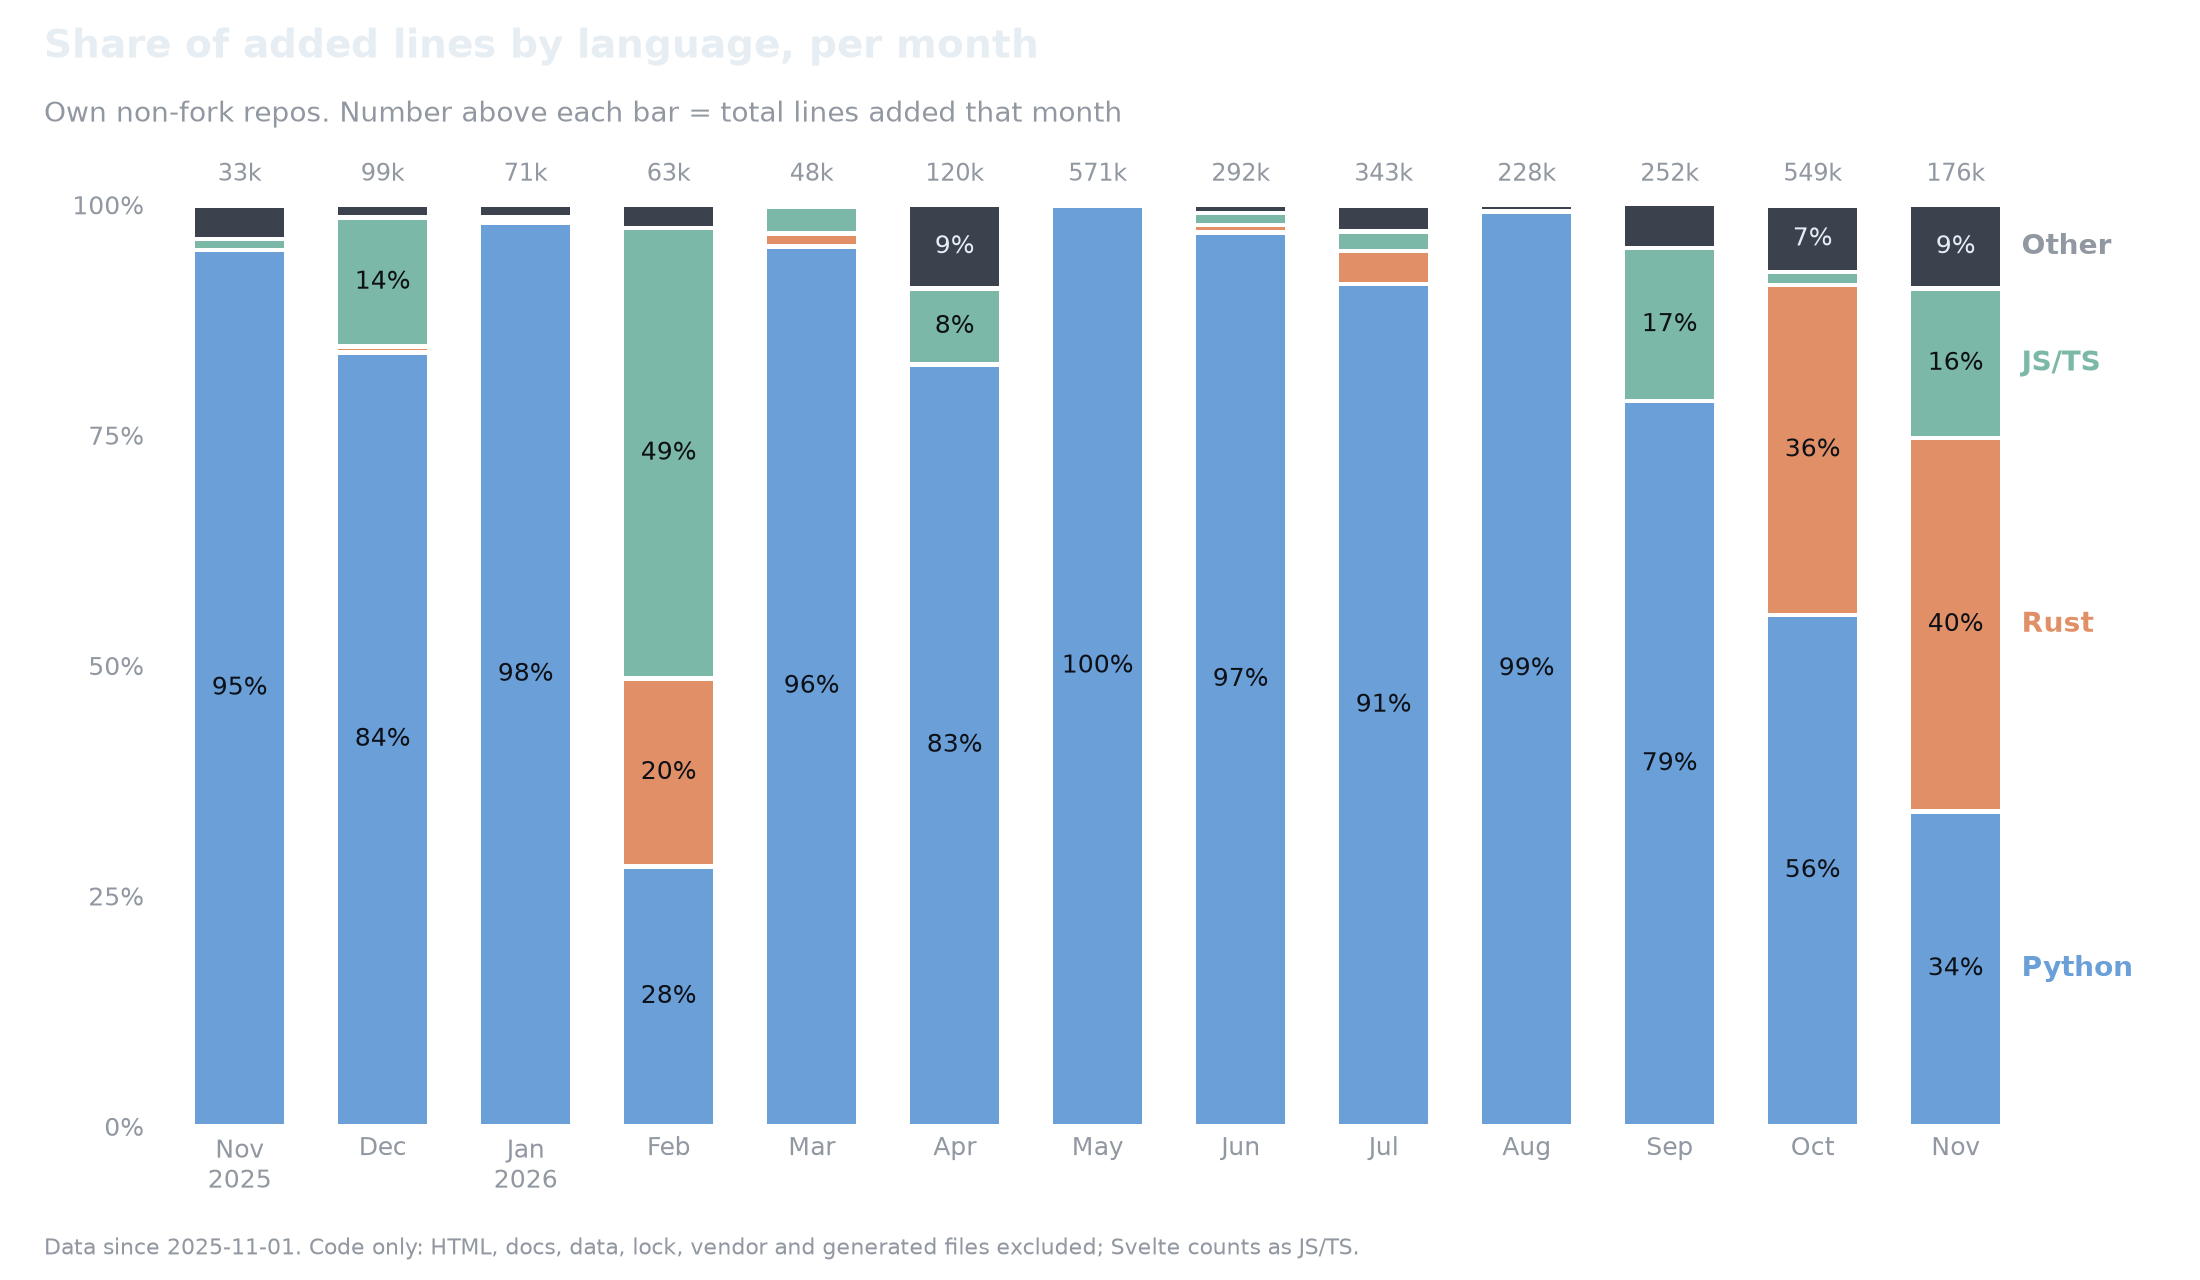 Share of added lines by language, per month
Own non-fork repos. Number above each bar = total lines added that month
33k 99k 71k 63k 48k 120k 571k 292k 343k 228k 252k 549k 176k
100%
9% 7% 9% Other
14% 8% 17% 16% JS/TS
75%
49% 36%
50%
95% 84% 98% 20% 96% 83% 100% 97% 91% 99% 79% 40% Rust
25%
28% 56% 34% Python
0%
Nov Dec Jan Feb Mar Apr May Jun Jul Aug Sep Oct Nov
2025 2026
Data since 2025-11-01. Code only: HTML, docs, data, lock, vendor and generated files excluded; Svelte counts as JS/TS.